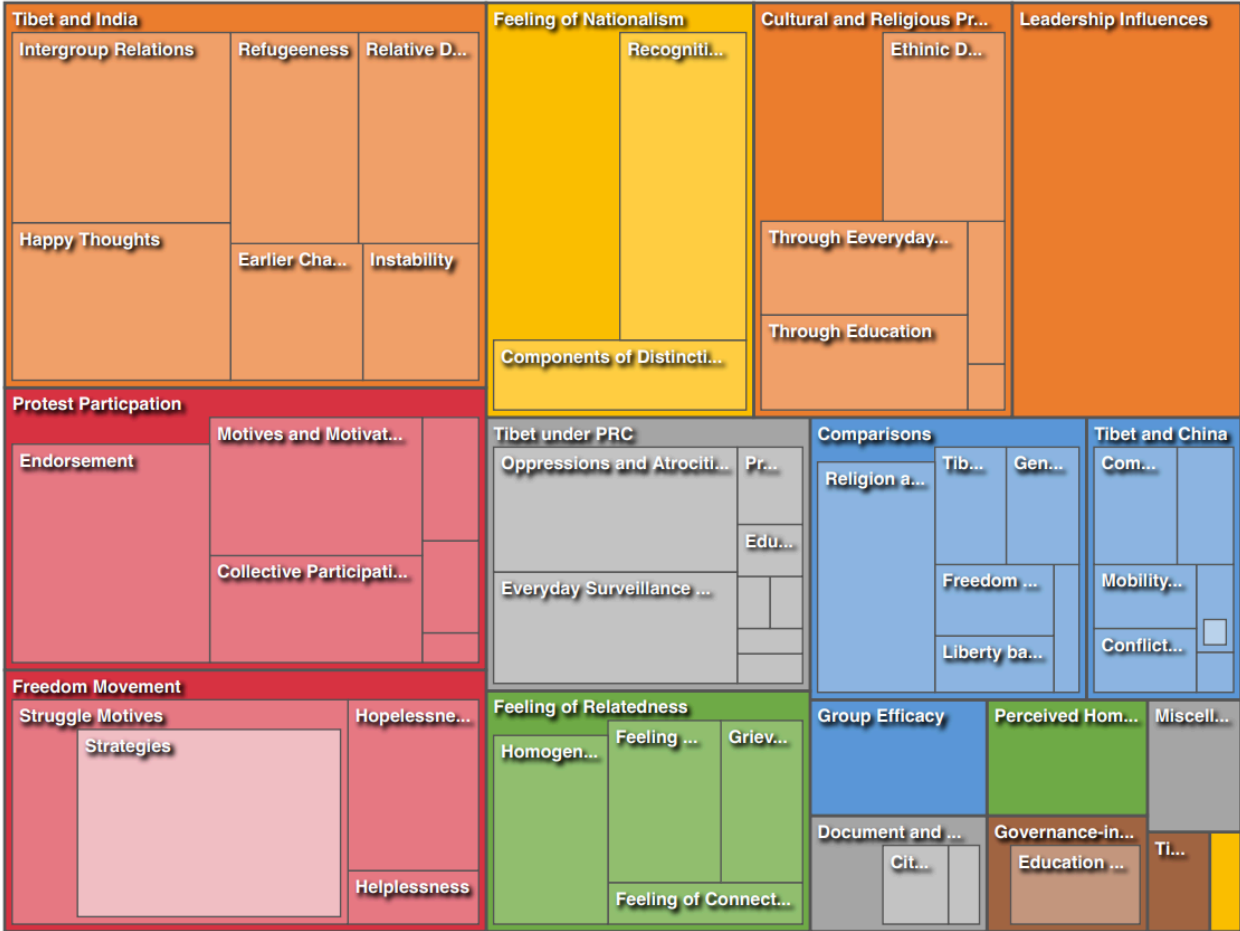 Tibet and India
Intergroup Relations
Refugeeness
Relative D...
Happy Thoughts
Earlier Cha...
Instability
Feeling of Nationalism
Recogniti...
Components of Distincti...
Cultural and Religious Pr...
Ethinic D...
Through Eeveryday...
Through Education
Leadership Influences
Protest Particpation
Endorsement
Motives and Motivat...
Collective Participati...
Tibet under PRC
Oppressions and Atrociti...
Pr...
Edu...
Everyday Surveillance ...
Comparisons
Religion a...
Tib...
Gen...
Freedom ...
Liberty ba...
Tibet and China
Com...
Mobility...
Conflict...
Freedom Movement
Struggle Motives
Strategies
Hopelessne...
Helplessness
Feeling of Relatedness
Homogen...
Feeling ...
Griev...
Feeling of Connect...
Group Efficacy
Perceived Hom...
Miscell...
Document and ...
Cit...
Governance-in...
Education ...
Ti...